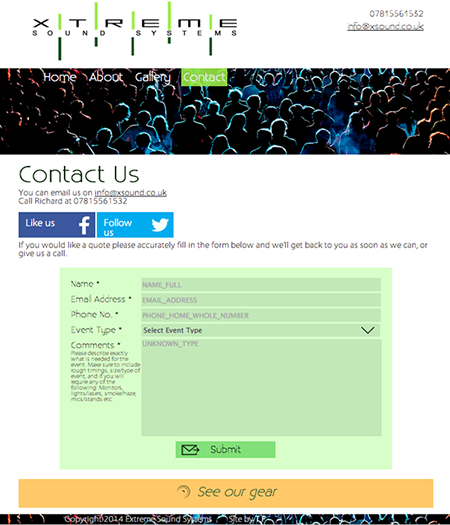 XTREME
SOUND SYSTEMS
07815561532
info@xsound.co.uk
Home About Gallery Contact
Contact Us
You can email us on info@xsound.co.uk
Call Richard at 07815561532
Like us
Follow
us
If you would like a quote please accurately fill in the form below and we'll get back to you as soon as we can, or
give us a call.
Name * NAME_FULL
Email Address * EMAIL_ADDRESS
Phone No. * PHONE_HOME_WHOLE_NUMBER
Event Type * Select Event Type
Comments * UNKNOWN_TYPE
Please describe exactly
what is needed for the
event. Make sure to include
rough timings, size/type of
event, and if you will
require any of the
following: Monitors,
lights/lasers, smoke/haze,
mics/stands etc.
Submit
See our gear
Copyright 2014 Extreme Sound Systems Site by